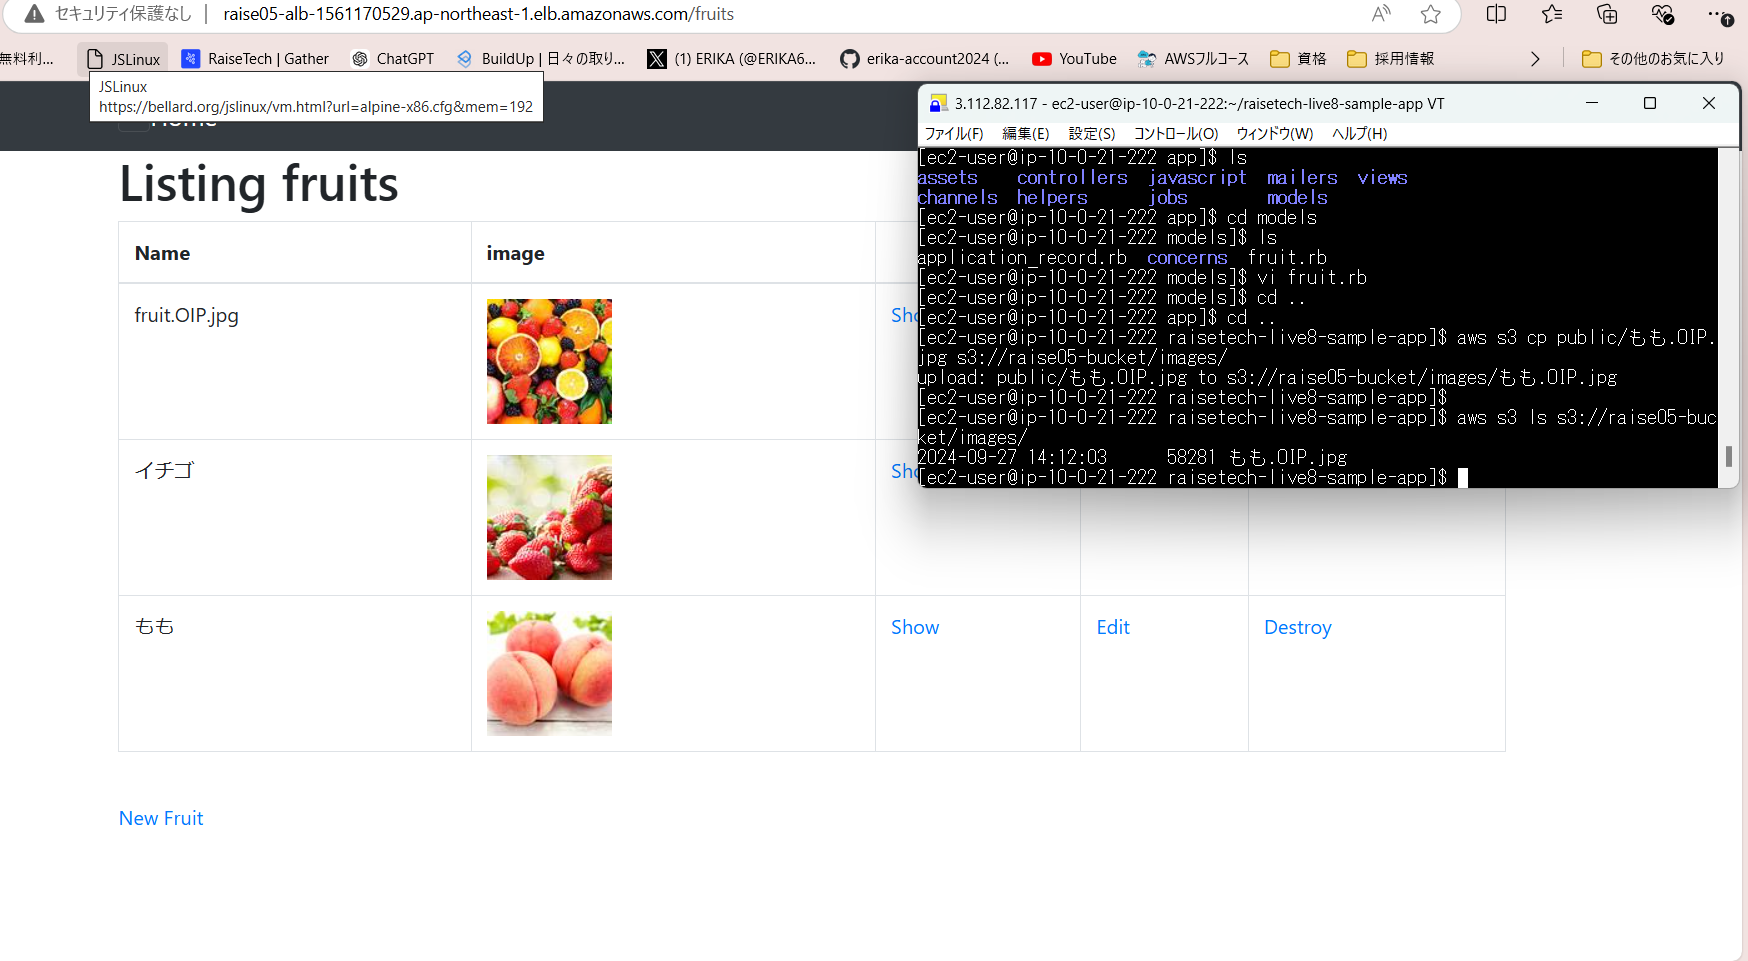 セキュリティ保護なし
raise05-alb-1561170529.ap-northeast-1.elb.amazonaws.com/fruits
無料利...
JSLinux
RaiseTech | Gather
ChatGPT
BuildUp | 日々の取り...
(1) ERIKA (@ERIKA6...
erika-account2024 (...
YouTube
AWSフルコース
資格
採用情報
その他のお気に入り
JSLinux
https://bellard.org/jslinux/vm.html?url=alpine-x86.cfg&mem=192
Home
Listing fruits
Name
image
fruit.OIP.jpg
イチゴ
もも
Show
Edit
Destroy
New Fruit
3.112.82.117 - ec2-user@ip-10-0-21-222:~/raisetech-live8-sample-app VT
ファイル(F) 編集(E) 設定(S) コントロール(O) ウィンドウ(W) ヘルプ(H)
[ec2-user@ip-10-0-21-222 app]$ ls
assets controllers javascript mailers views
channels helpers jobs models
[ec2-user@ip-10-0-21-222 app]$ cd models
[ec2-user@ip-10-0-21-222 models]$ ls
application_record.rb concerns fruit.rb
[ec2-user@ip-10-0-21-222 models]$ vi fruit.rb
[ec2-user@ip-10-0-21-222 models]$ cd ..
[ec2-user@ip-10-0-21-222 app]$ cd ..
[ec2-user@ip-10-0-21-222 raisetech-live8-sample-app]$ aws s3 cp public/もも.OIP.
jpg s3://raise05-bucket/images/
upload: public/もも.OIP.jpg to s3://raise05-bucket/images/もも.OIP.jpg
[ec2-user@ip-10-0-21-222 raisetech-live8-sample-app]$
[ec2-user@ip-10-0-21-222 raisetech-live8-sample-app]$ aws s3 ls s3://raise05-buc
ket/images/
2024-09-27 14:12:03 58281 もも.OIP.jpg
[ec2-user@ip-10-0-21-222 raisetech-live8-sample-app]$